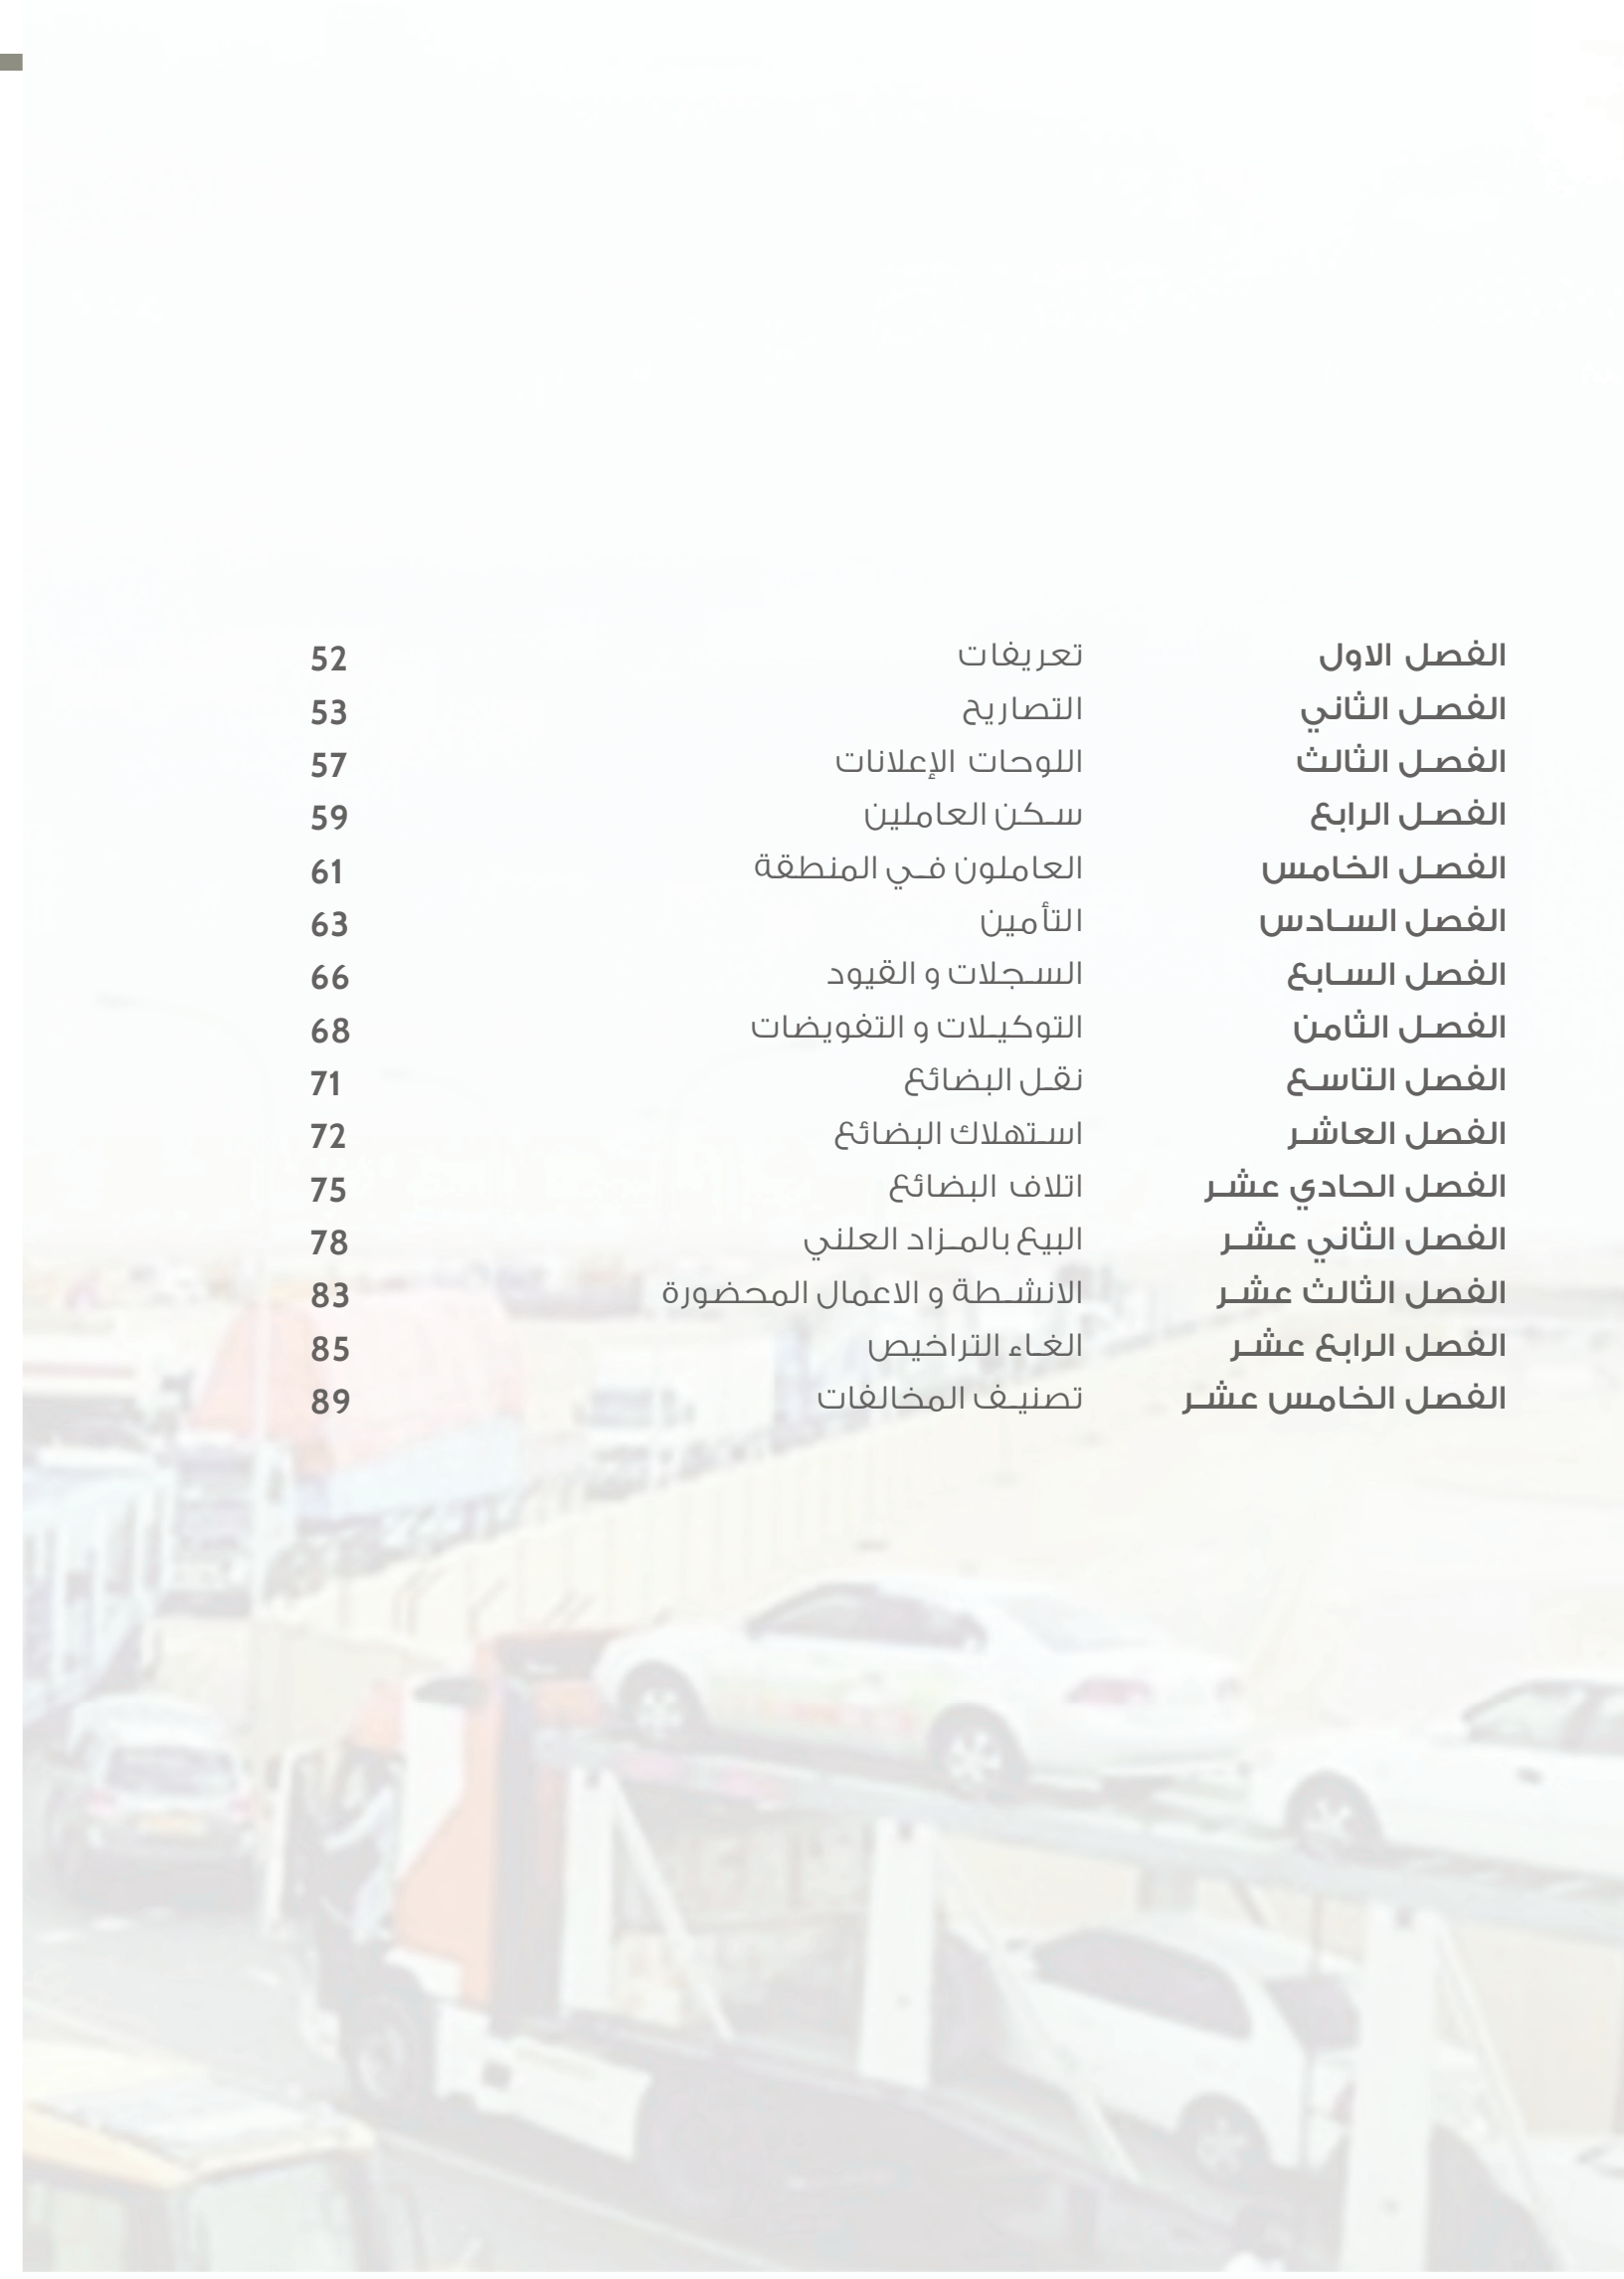 الفصل الاول تعريفات 52
الفصل الثاني التصاريح 53
الفصل الثالث اللوحات الإعلانات 57
الفصل الرابع سكن العاملين 59
الفصل الخامس العاملون في المنطقة 61
الفصل السادس التأمين 63
الفصل السابع السجلات و القيود 66
الفصل الثامن التوكيلات و التفويضات 68
الفصل التاسع نقل البضائع 71
الفصل العاشر استهلاك البضائع 72
الفصل الحادي عشر اتلاف البضائع 75
الفصل الثاني عشر البيع بالمزاد العلني 78
الفصل الثالث عشر الانشطة و الاعمال المحضورة 83
الفصل الرابع عشر الغاء التراخيص 85
الفصل الخامس عشر تصنيف المخالفات 89